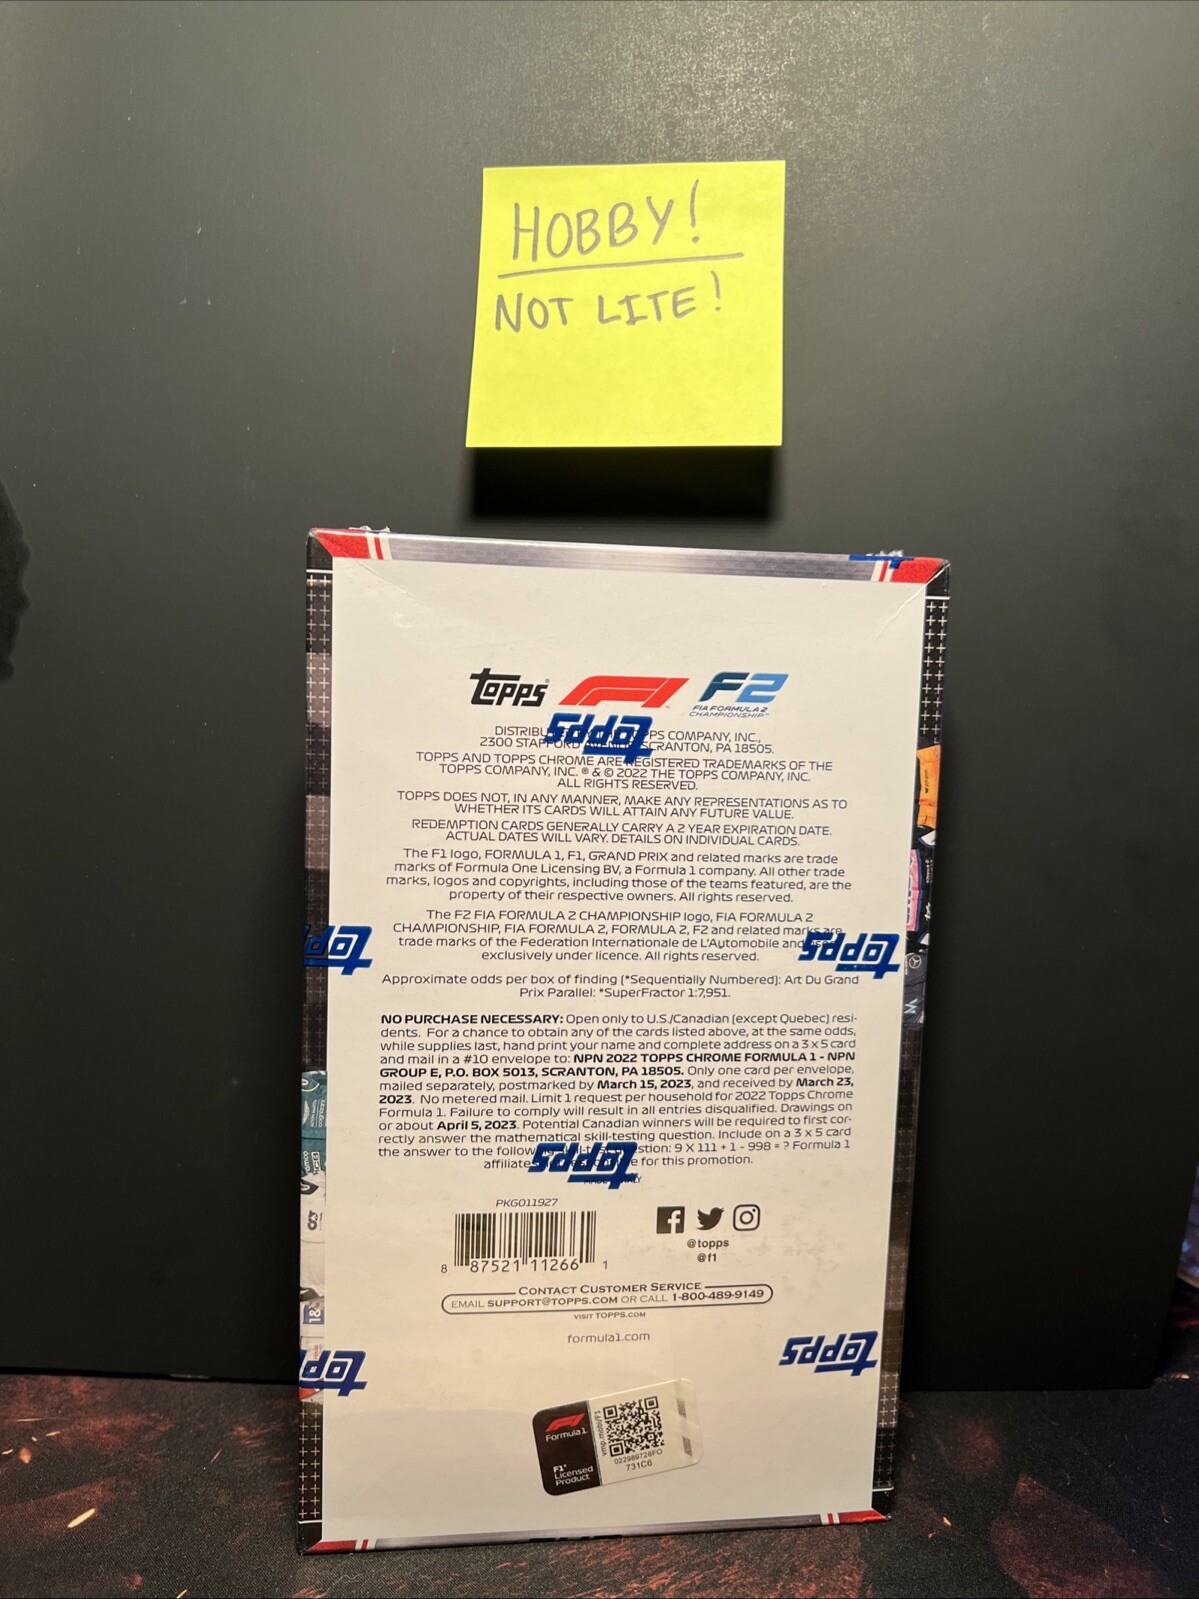 HOBBY!
NOT LITE!
Topps F1 F2
FIA FORMULA 2
CHAMPIONSHIP™
Topps
PPS COMPANY, INC.,
2300 STAFFORD AVENUE, SCRANTON, PA 18505.
TOPPS AND TOPPS CHROME ARE REGISTERED TRADEMARKS OF THE
TOPPS COMPANY, INC. ® & © 2022 THE TOPPS COMPANY, INC.
ALL RIGHTS RESERVED.
TOPPS DOES NOT, IN ANY MANNER, MAKE ANY REPRESENTATIONS AS TO
WHETHER ITS CARDS WILL ATTAIN ANY FUTURE VALUE.
REDEMPTION CARDS GENERALLY CARRY A 2 YEAR EXPIRATION DATE.
ACTUAL DATES WILL VARY. DETAILS ON INDIVIDUAL CARDS.
The F1 logo, FORMULA 1, F1, GRAND PRIX and related marks are trade
marks of Formula One Licensing BV, a Formula 1 company. All other trade
marks, logos and copyrights, including those of the teams featured, are the
property of their respective owners. All rights reserved.
The F2 FIA FORMULA 2 CHAMPIONSHIP logo, FIA FORMULA 2
CHAMPIONSHIP, FIA FORMULA 2, FORMULA 2, F2 and related marks are
trade marks of the Federation Internationale de L'Automobile and
exclusively under licence. All rights reserved.
Topps
Topps
Approximate odds per box of finding (*Sequentially Numbered): Art Du Grand
Prix Parallel: *SuperFractor 1:7,951.
NO PURCHASE NECESSARY: Open only to U.S./Canadian (except Quebec) resi-
dents. For a chance to obtain any of the cards listed above, at the same odds,
while supplies last, hand print your name and complete address on a 3 x 5 card
and mail in a #10 envelope to: NPN 2022 TOPPS CHROME FORMULA 1 - NPN
GROUP E, P.O. BOX 5013, SCRANTON, PA 18505. Only one card per envelope,
mailed separately, postmarked by March 15, 2023, and received by March 23,
2023. No metered mail. Limit 1 request per household for 2022 Topps Chrome
Formula 1. Failure to comply will result in all entries disqualified. Drawings on
or about April 5, 2023. Potential Canadian winners will be required to first cor-
rectly answer the mathematical skill-testing question. Include on a 3 x 5 card
the answer to the following question: 9 X 111 + 1 - 998 = ? Formula 1
affiliates for this promotion.
Topps
PKG011927
8 87521 11266 1
@topps
@f1
CONTACT CUSTOMER SERVICE
EMAIL SUPPORT@TOPPS.COM OR CALL 1-800-489-9149
VISIT TOPPS.COM
formula1.com
Topps
Topps
Formula 1
F1®
Licensed
Product
vmp.mobi/F1
022989726FO
731C6